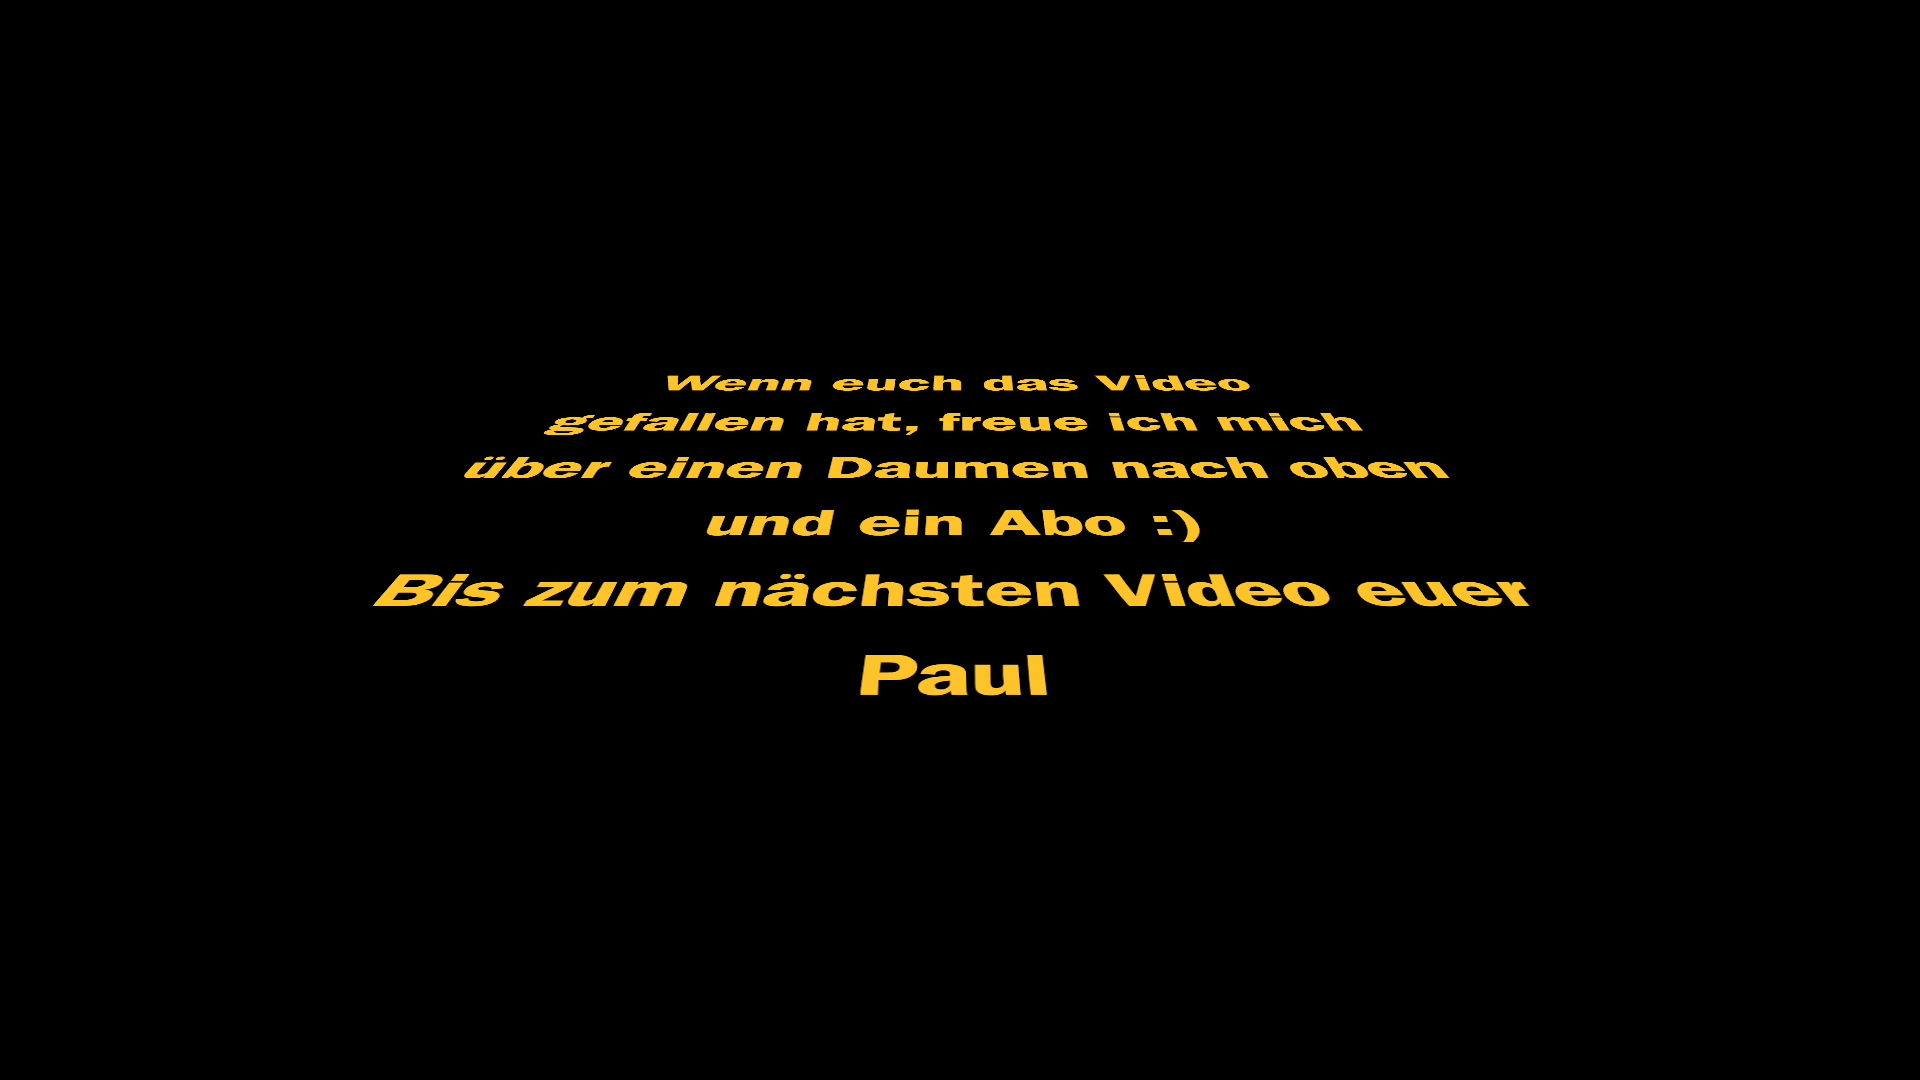 Wenn euch das Video
gefallen hat, freue ich mich
über einen Daumen nach oben
und ein Abo :)
Bis zum nächsten Video euer
Paul